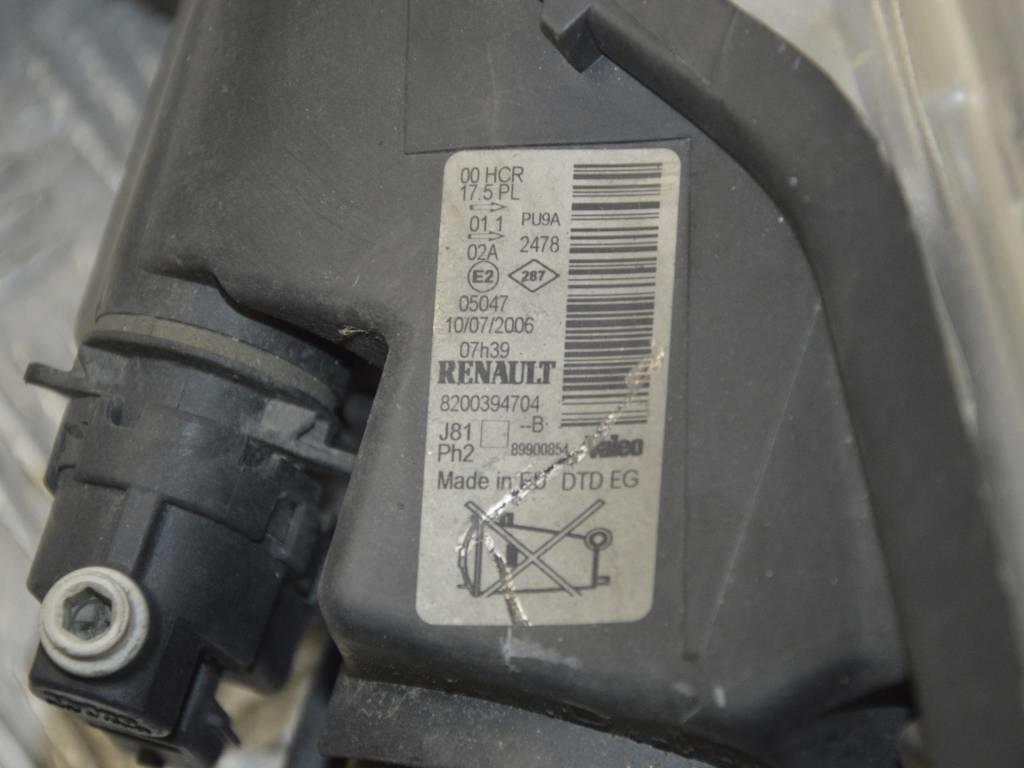 00 HCR
17.5 PL
01.1 PU9A
02A 2478
E2 287
05047
10/07/2006
07h39
RENAULT
8200394704
J81 --B
Ph2 89900854 Valeo
Made in EU DTD EG